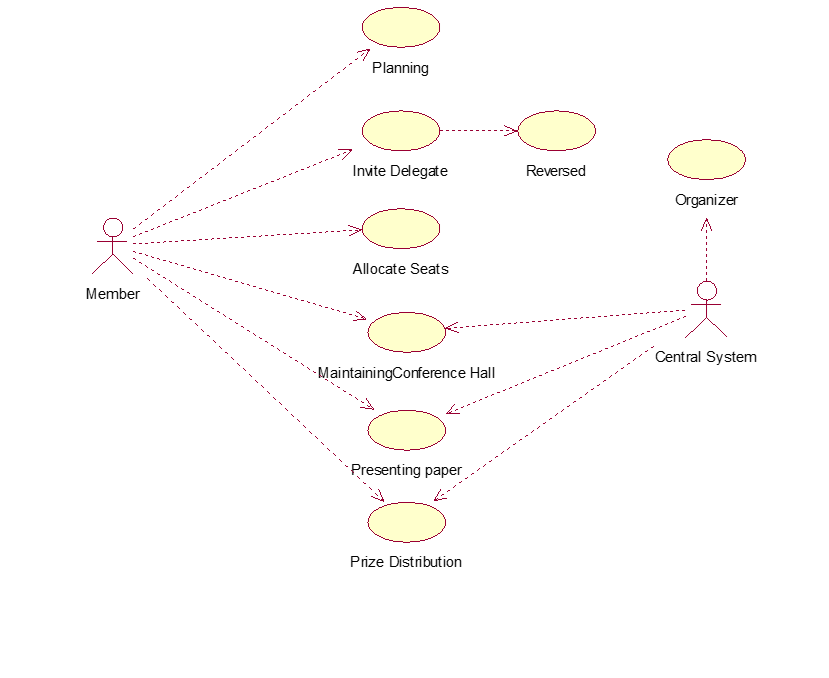 Planning
Invite Delegate
Reversed
Organizer
Allocate Seats
Member
Central System
MaintainingConference Hall
Presenting paper
Prize Distribution